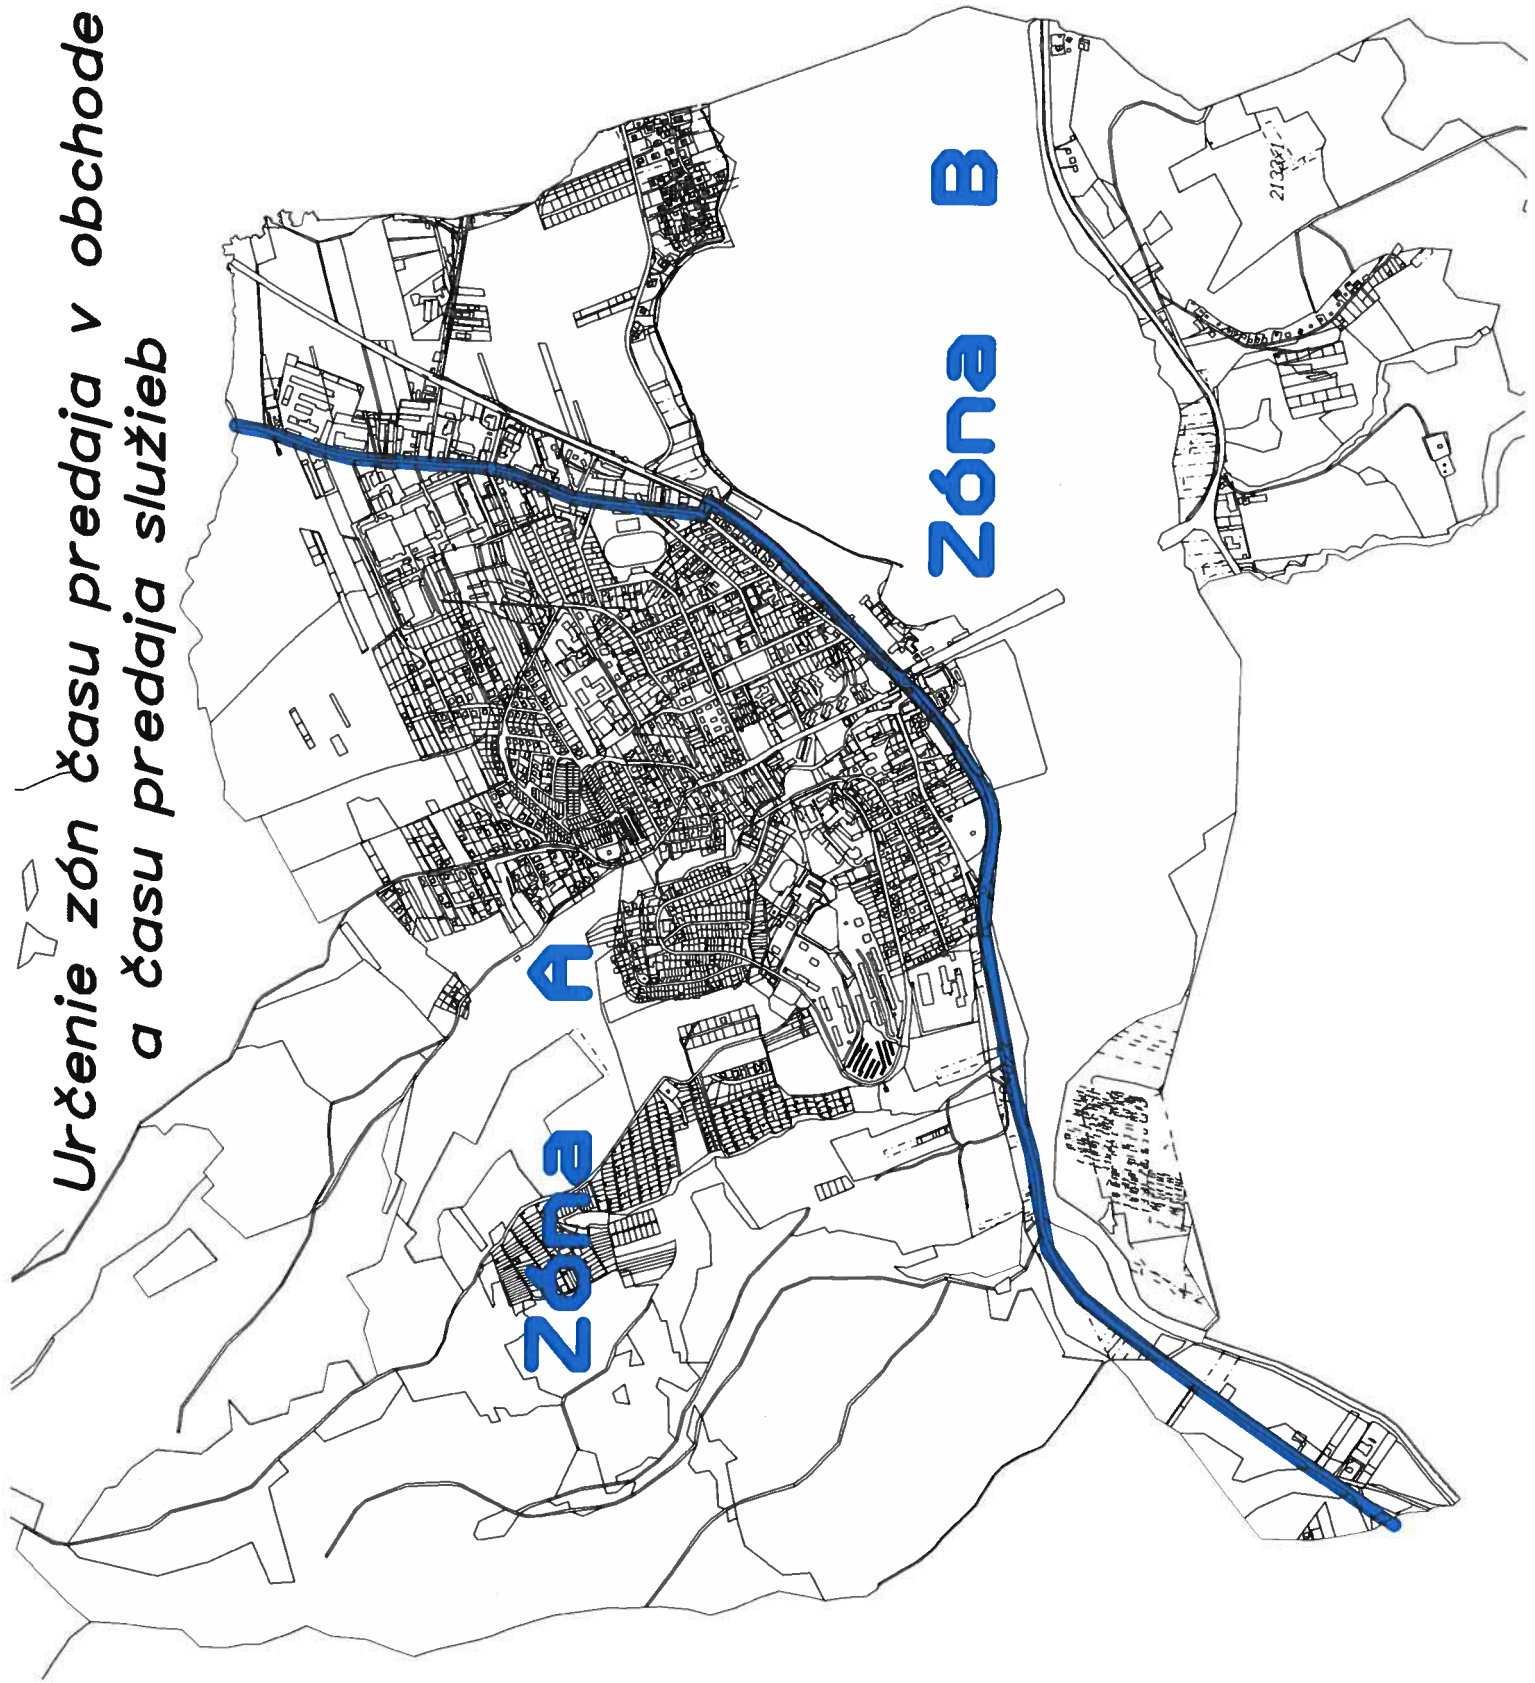 Určenie zón času predaja v obchode
a času predaja služieb
Zóna A
Zóna B